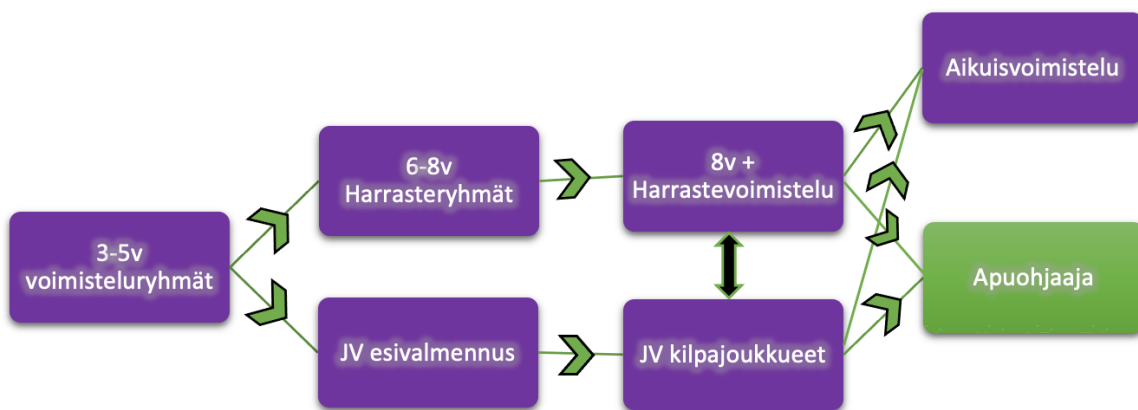 3-5v
voimisteluryhmät
6-8v
Harrasteryhmät
JV esivalmennus
8v +
Harrastevoimistelu
JV kilpajoukkueet
Aikuisvoimistelu
Apuohjaaja